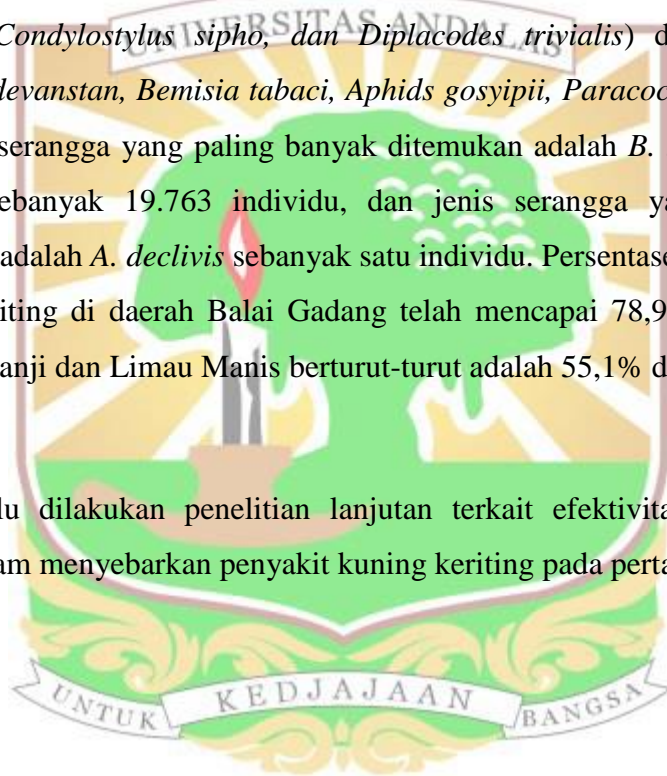 UNIVERSITAS ANDALAS
Condylostylus sipho, dan Diplacodes trivialis) d
devanstan, Bemisia tabaci, Aphids gosyipii, Paracoc
serangga yang paling banyak ditemukan adalah B.
ebanyak 19.763 individu, dan jenis serangga ya
adalah A. declivis sebanyak satu individu. Persentase
iting di daerah Balai Gadang telah mencapai 78,9
anji dan Limau Manis berturut-turut adalah 55,1% d
lu dilakukan penelitian lanjutan terkait efektivita
am menyebarkan penyakit kuning keriting pada perta
UNTUK KEDJAJAAN BANGSA